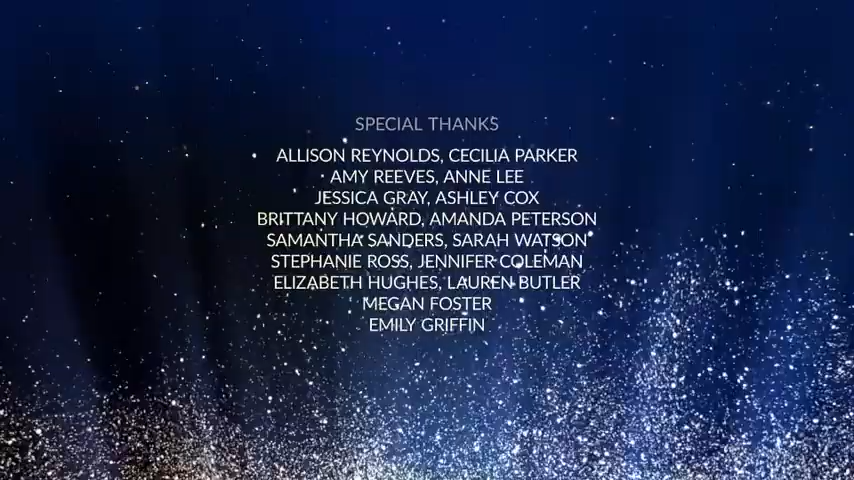 SPECIAL THANKS
ALLISON REYNOLDS, CECILIA PARKER
AMY REEVES, ANNE LEE
JESSICA GRAY, ASHLEY COX
BRITTANY HOWARD, AMANDA PETERSON
SAMANTHA SANDERS, SARAH WATSON
STEPHANIE ROSS, JENNIFER COLEMAN
ELIZABETH HUGHES, LAUREN BUTLER
MEGAN FOSTER
EMILY GRIFFIN